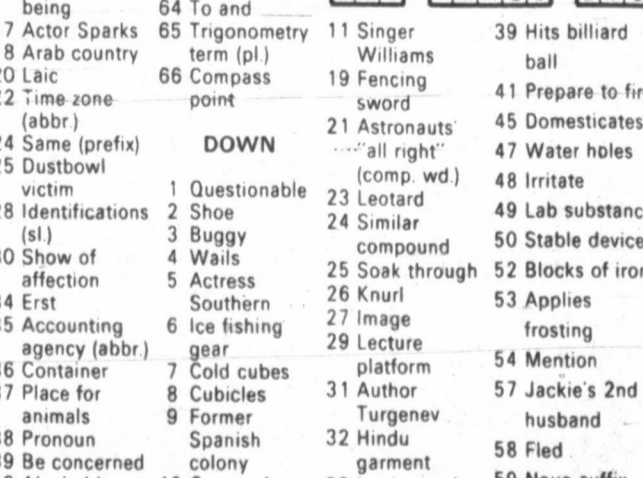 being
7 Actor Sparks
8 Arab country
20 Laic
22 Time zone
(abbr.)
24 Same (prefix)
25 Dustbowl
victim
28 Identifications
(sl.)
30 Show of
affection
34 Erst
35 Accounting
agency (abbr.)
36 Container
37 Place for
animals
38 Pronoun
39 Be concerned
64 To and
65 Trigonometry
term (pl.)
66 Compass
point
DOWN
1 Questionable
2 Shoe
3 Buggy
4 Wails
5 Actress
Southern
6 Ice fishing
gear
7 Cold cubes
8 Cubicles
9 Former
Spanish
colony
11 Singer
Williams
19 Fencing
sword
21 Astronauts'
"all right"
(comp. wd.)
23 Leotard
24 Similar
compound
25 Soak through
26 Knurl
27 Image
29 Lecture
platform
31 Author
Turgenev
32 Hindu
garment
39 Hits billiard
ball
41 Prepare to fir
45 Domesticates
47 Water holes
48 Irritate
49 Lab substanc
50 Stable device
52 Blocks of iron
53 Applies
frosting
54 Mention
57 Jackie's 2nd
husband
58 Fled